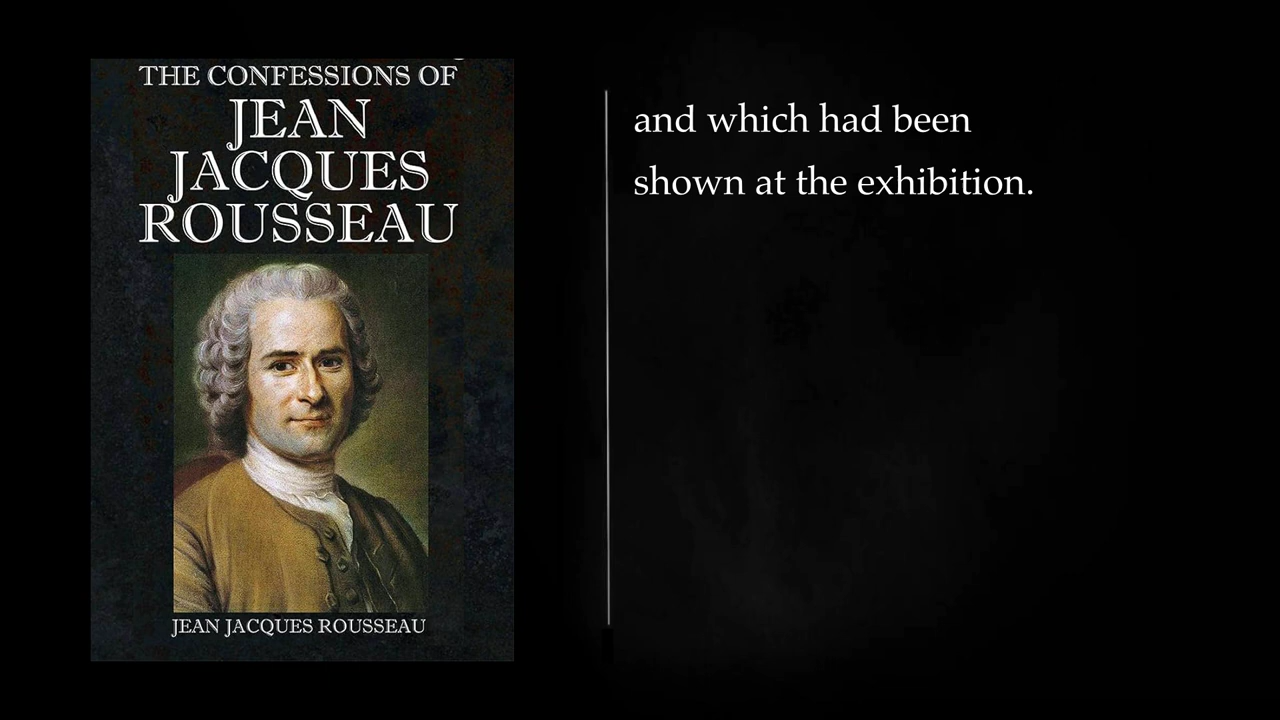 THE CONFESSIONS OF
JEAN
JACQUES
ROUSSEAU
JEAN JACQUES ROUSSEAU
and which had been
shown at the exhibition.